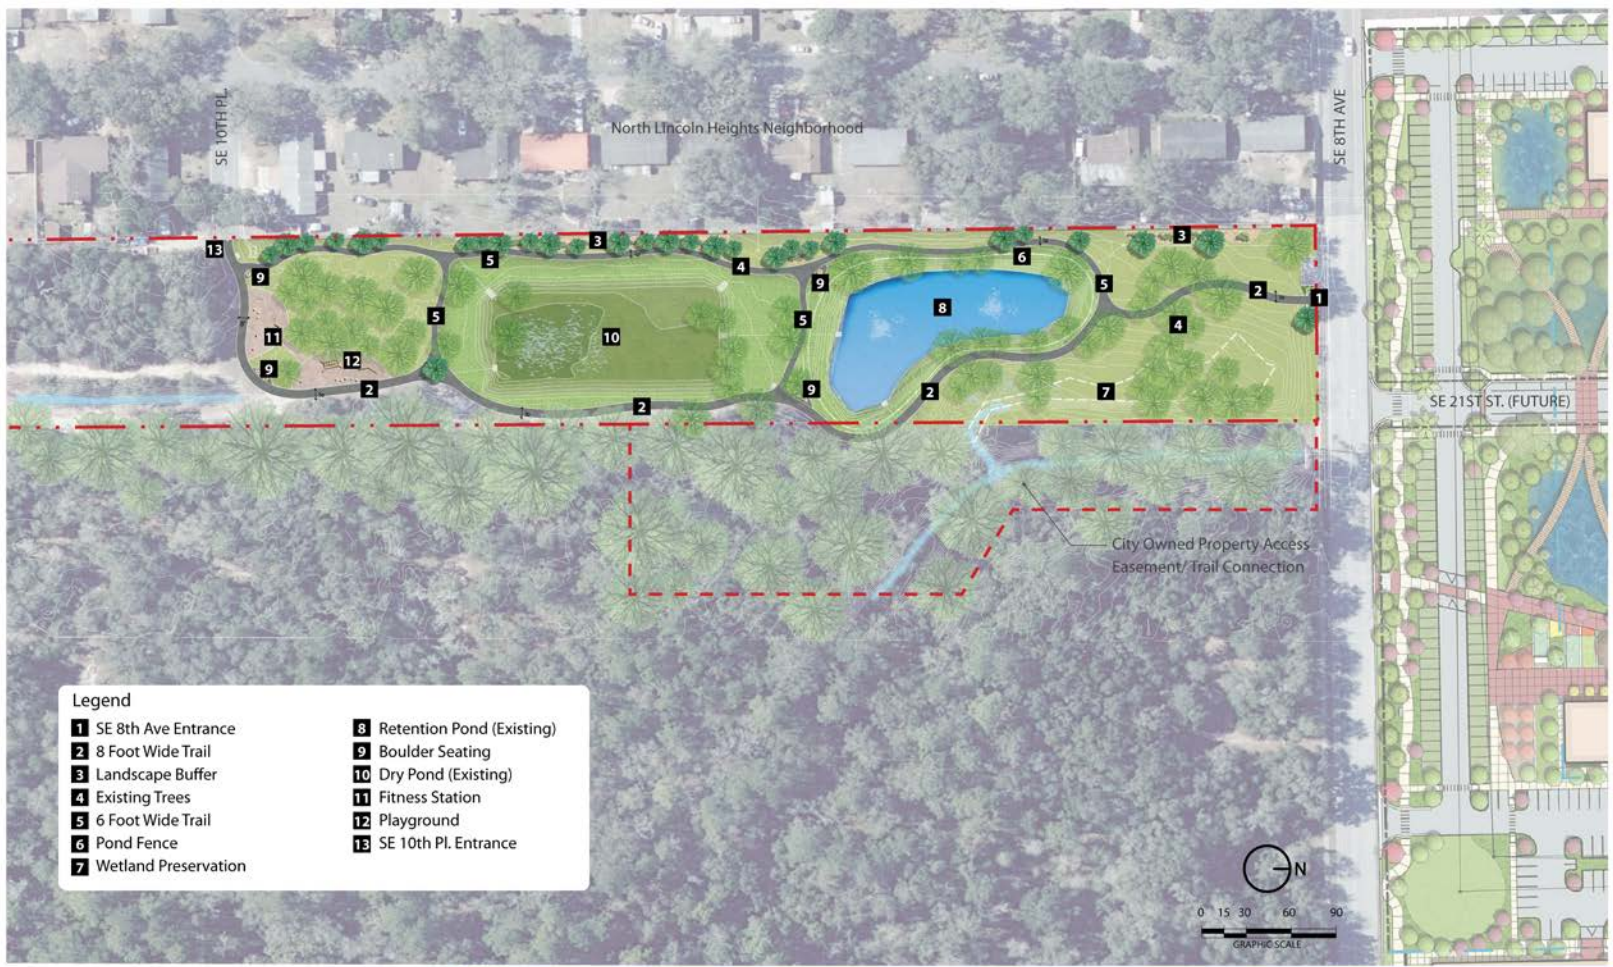 SE 10TH PL.
North Lincoln Heights Neighborhood
SE 8TH AVE
13
3
3
9
5
4
9
6
5
2
1
11
5
10
5
8
4
12
9
2
2
9
2
7
SE 21ST ST. (FUTURE)
City Owned Property Access
Easement/ Trail Connection
Legend
1 SE 8th Ave Entrance
2 8 Foot Wide Trail
3 Landscape Buffer
4 Existing Trees
5 6 Foot Wide Trail
6 Pond Fence
7 Wetland Preservation
8 Retention Pond (Existing)
9 Boulder Seating
10 Dry Pond (Existing)
11 Fitness Station
12 Playground
13 SE 10th Pl. Entrance
N
0 15 30 60 90
GRAPHIC SCALE